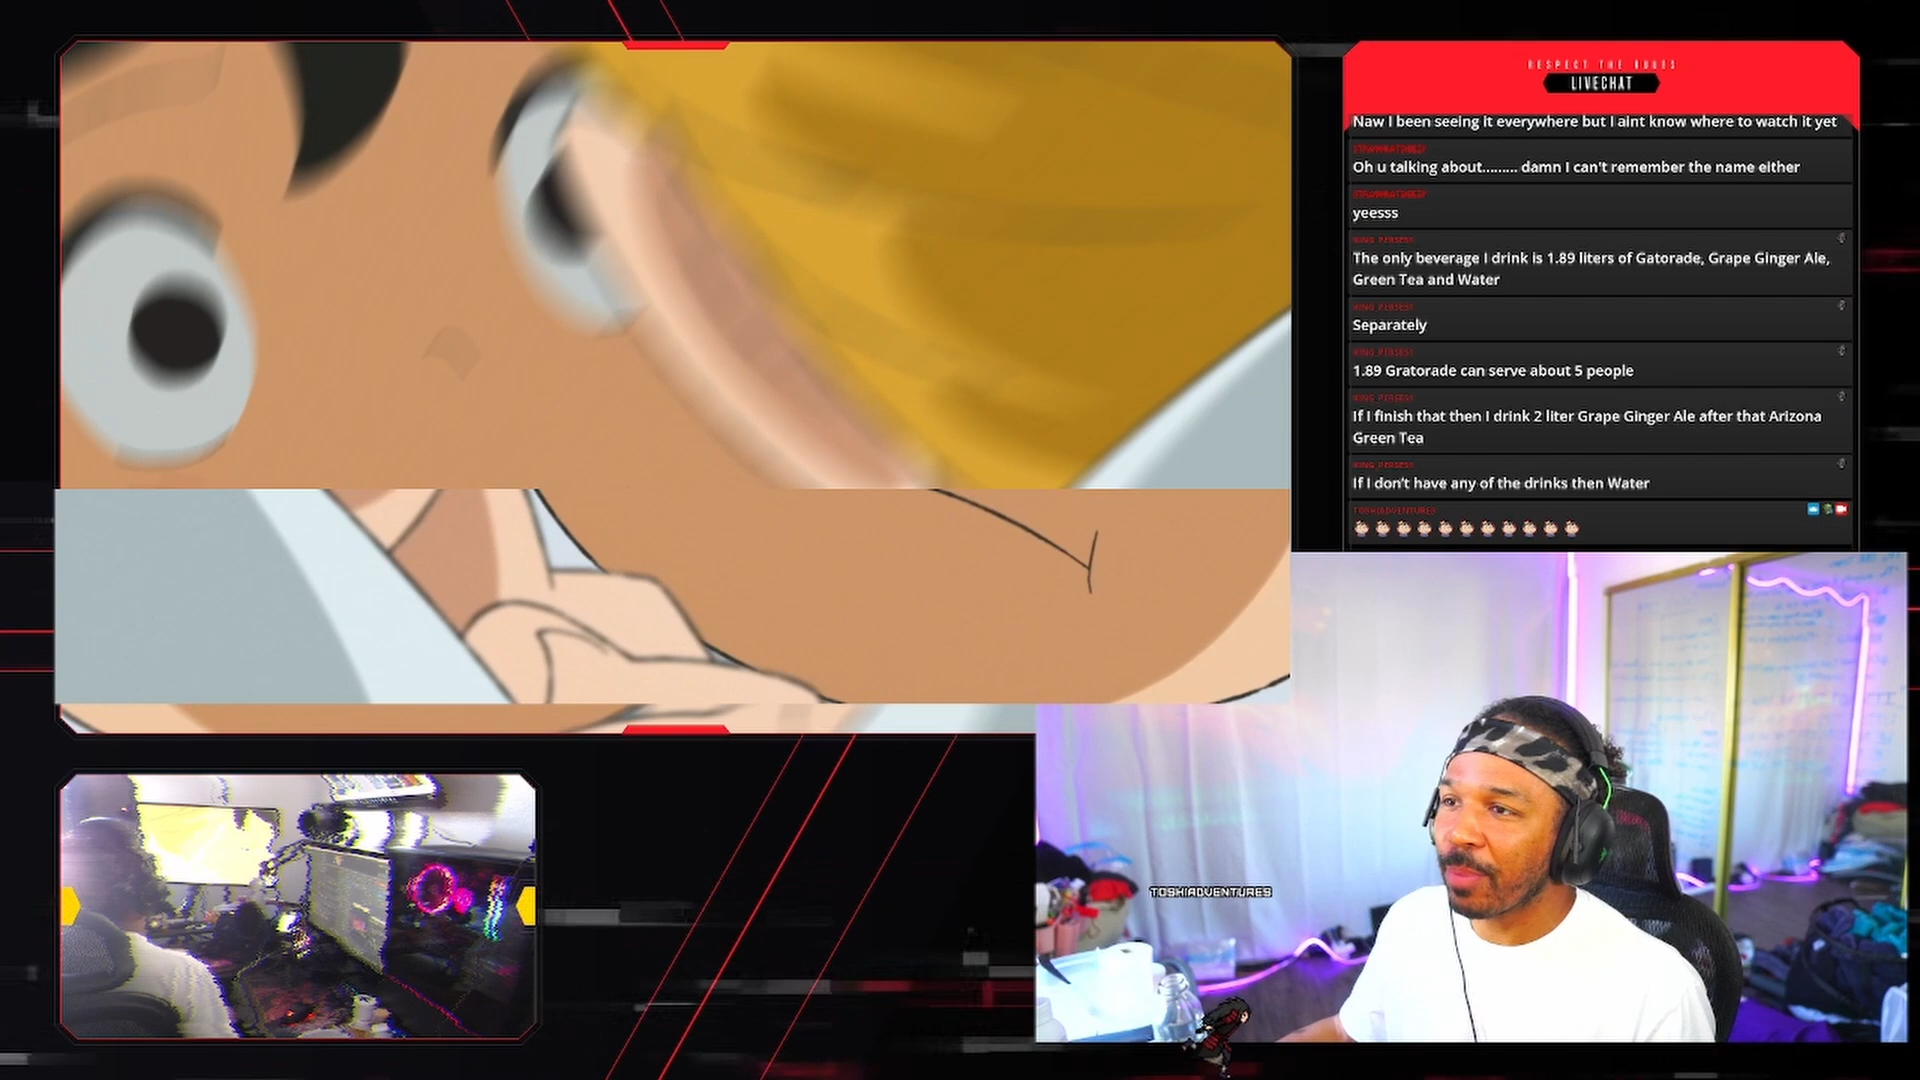 RESPECT THE RULES
LIVECHAT
Naw I been seeing it everywhere but I aint know where to watch it yet
Oh u talking about......... damn I can't remember the name either
yeesss
The only beverage I drink is 1.89 liters of Gatorade, Grape Ginger Ale,
Green Tea and Water
Separately
1.89 Gratorade can serve about 5 people
If I finish that then I drink 2 liter Grape Ginger Ale after that Arizona
Green Tea
If I don't have any of the drinks then Water
TOSHIADVENTURES
TOSHIADVENTURES